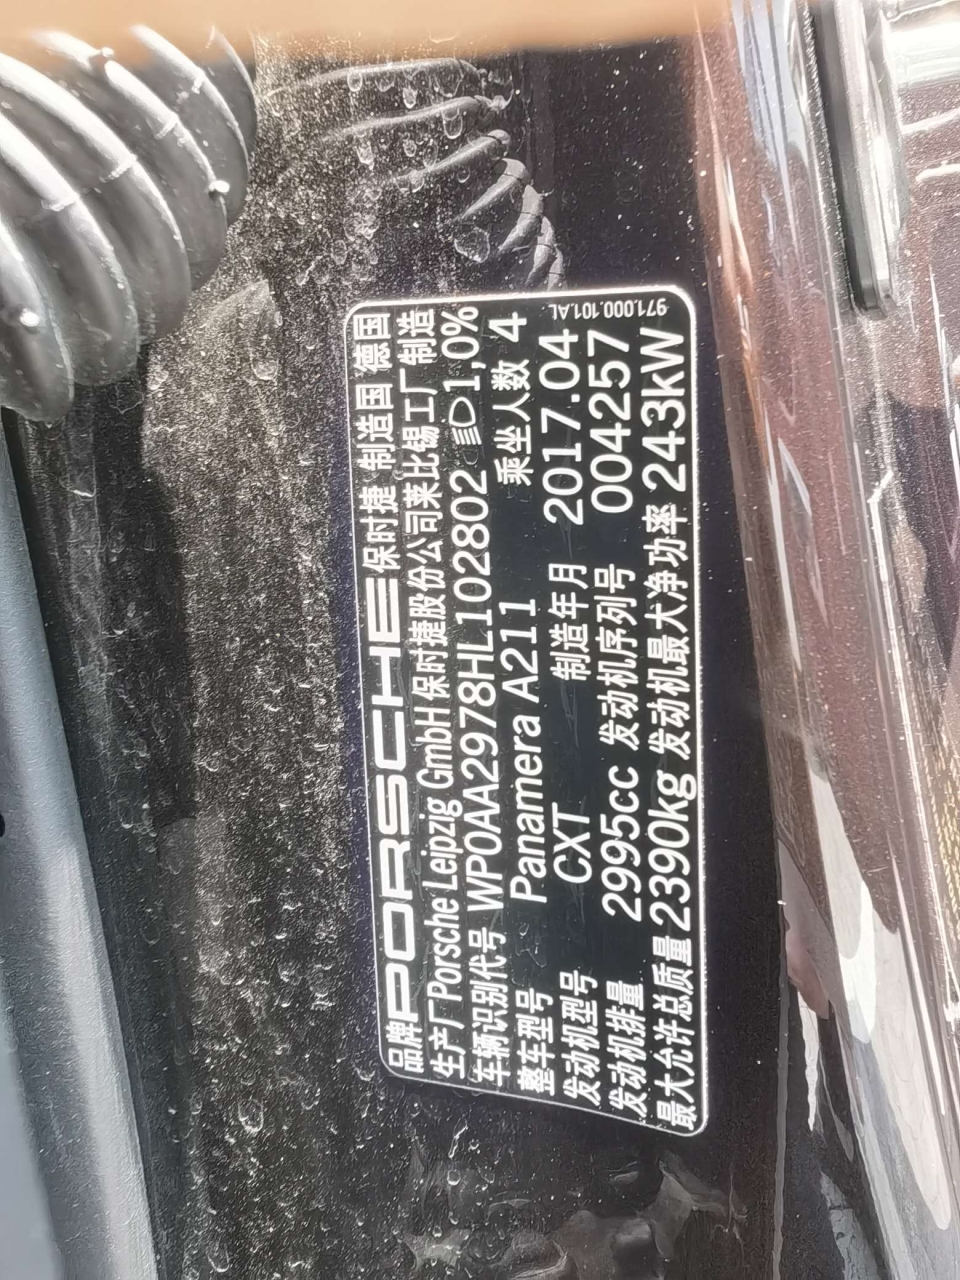 品牌 PORSCHE 保时捷 制造国 德国
生产厂 Porsche Leipzig GmbH 保时捷股份公司莱比锡工厂制造
车辆识别代号 WP0AA2978HL102802 1,0%
整车型号 Panamera A211 乘坐人数 4
发动机型号 CXT 制造年月 2017.04
发动机排量 2995cc 发动机序列号 004257
最大允许总质量 2390kg 发动机最大净功率 243kW
971.000.101.AL